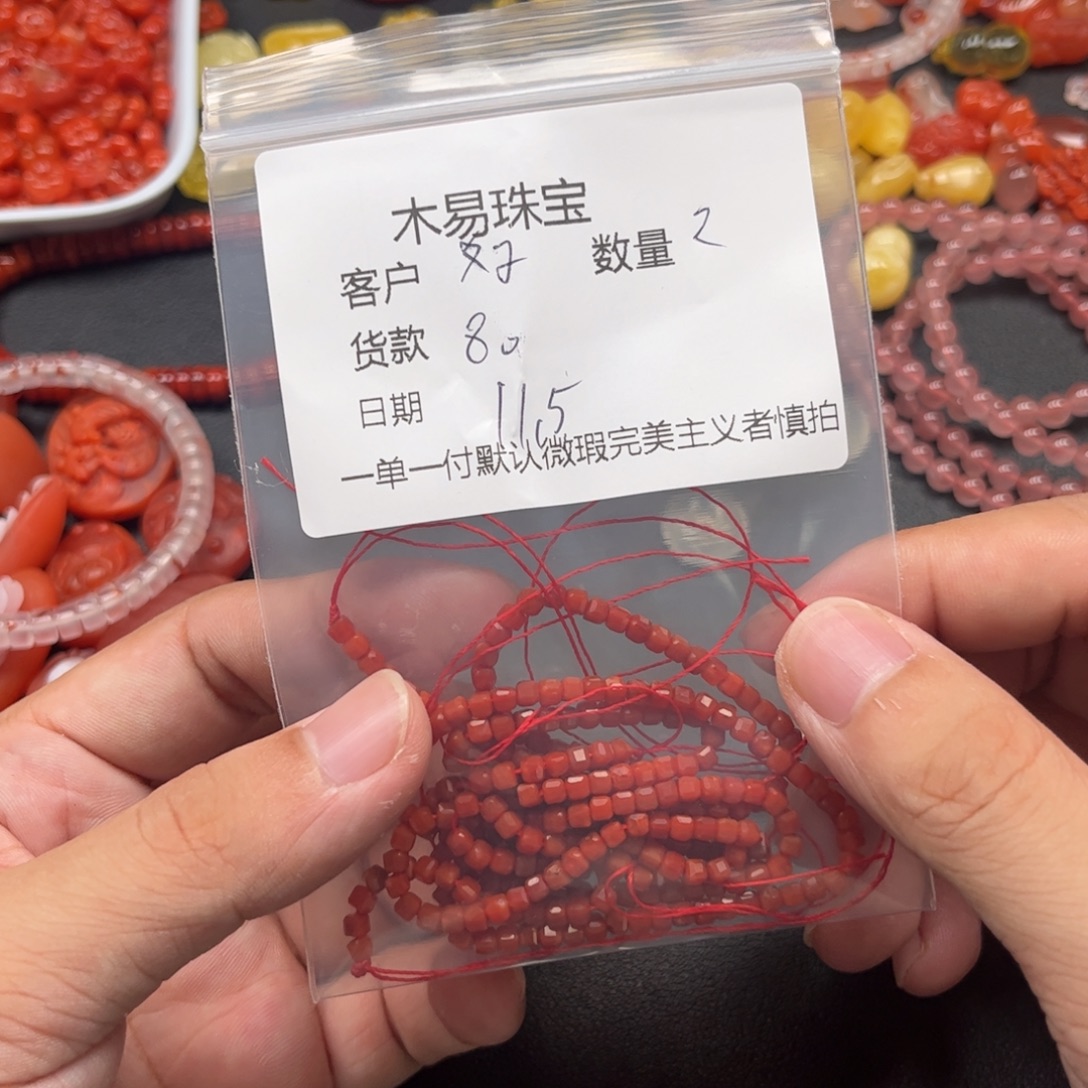 木易珠宝
客户 数量 2
货款 80
日期 11.5
一单一付默认微瑕完美主义者慎拍